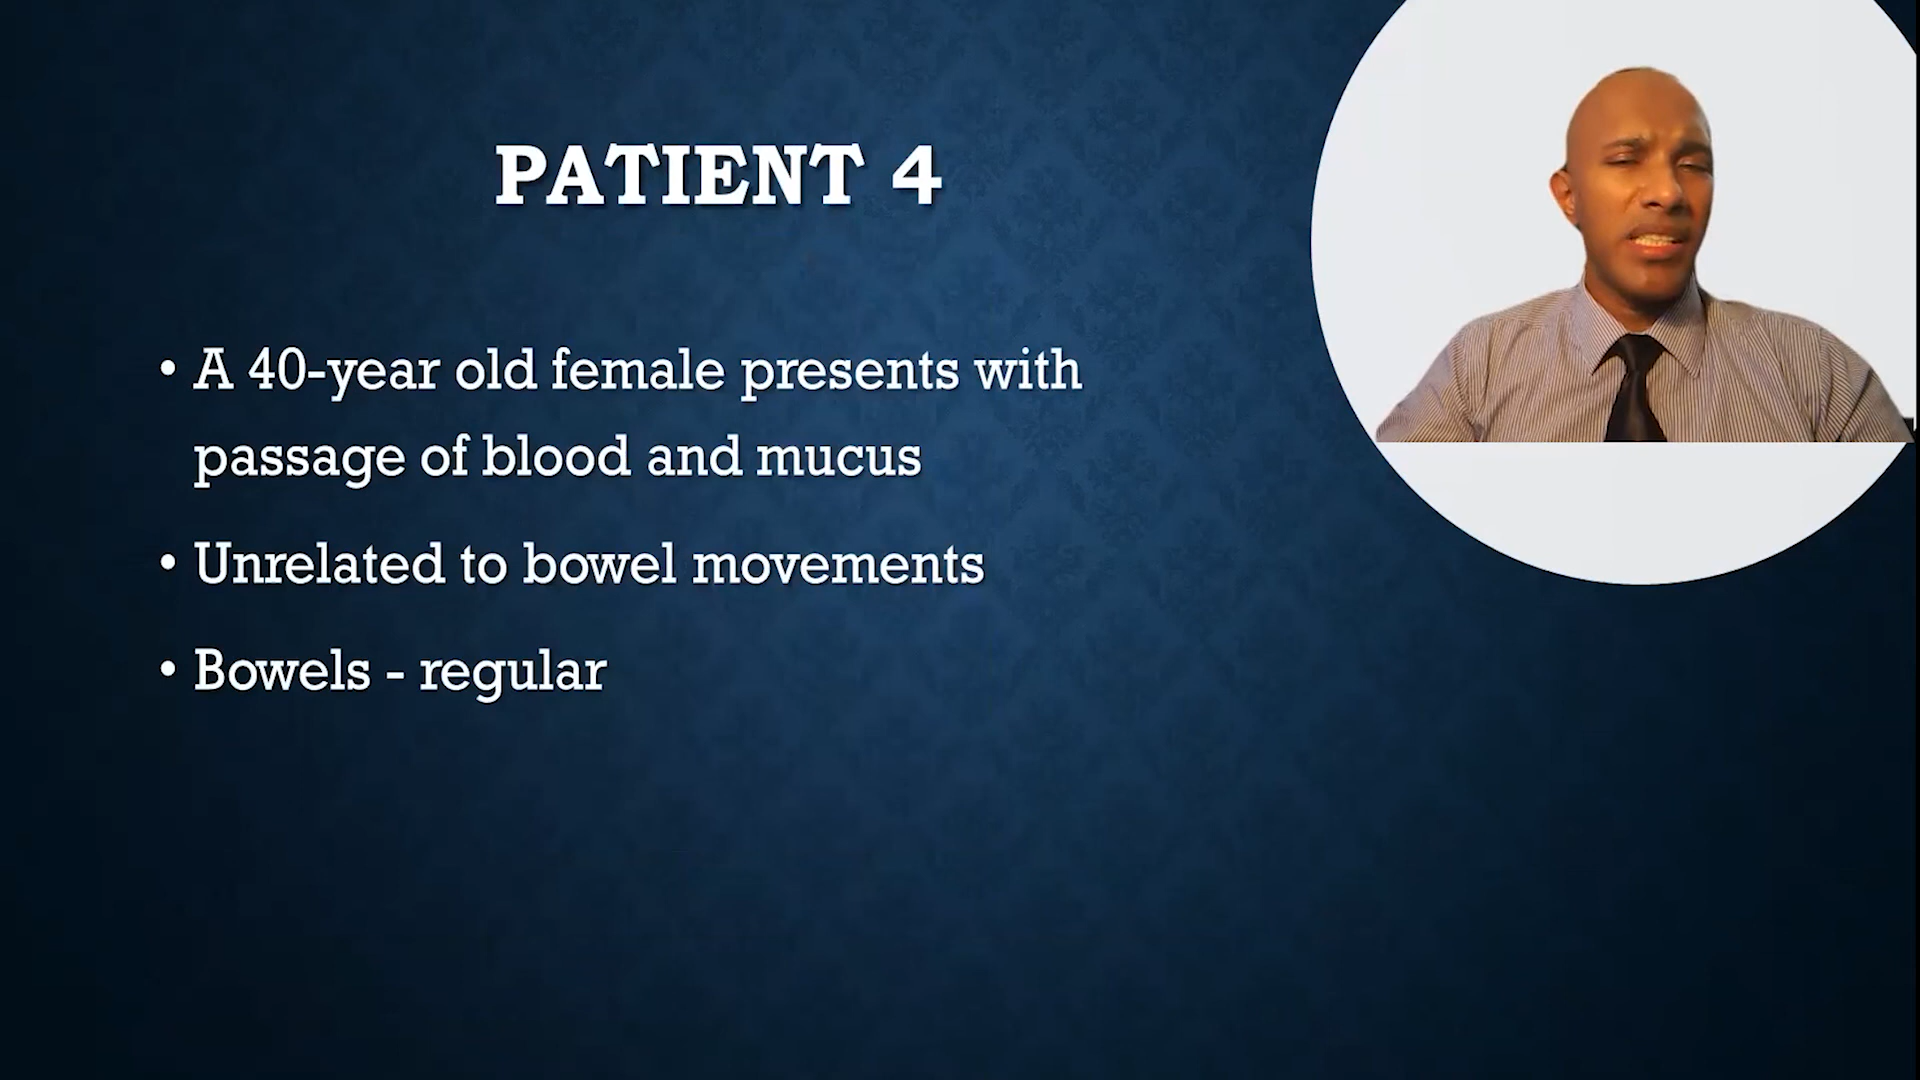 PATIENT 4
• A 40-year old female presents with
passage of blood and mucus
• Unrelated to bowel movements
• Bowels - regular